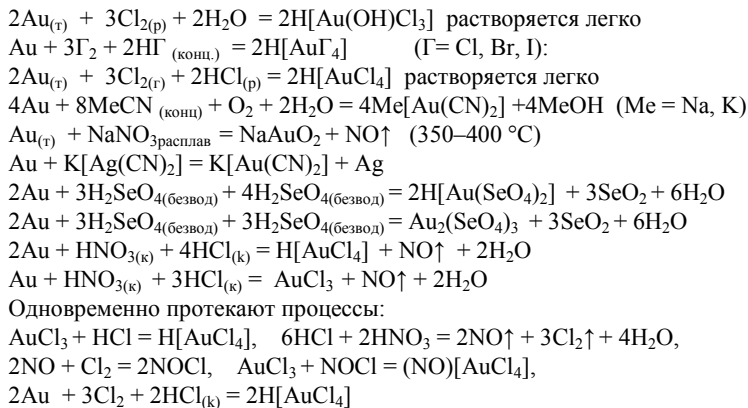 2Au(т) + 3Cl2(р) + 2H2O = 2H[Au(OH)Cl3] растворяется легко
Au + 3Г2 + 2HГ (конц.) = 2H[AuГ4] (Г= Cl, Br, I):
2Au(т) + 3Cl2(г) + 2HCl(р) = 2H[AuCl4] растворяется легко
4Au + 8MeCN (конц) + O2 + 2H2O = 4Me[Au(CN)2] +4MeOH (Me = Na, K)
Au(т) + NaNO3расплав = NaAuO2 + NO↑ (350–400 °C)
Au + K[Ag(CN)2] = K[Au(CN)2] + Ag
2Au + 3H2SeO4(безвод) + 4H2SeO4(безвод) = 2H[Au(SeO4)2] + 3SeO2 + 6H2O
2Au + 3H2SeO4(безвод) + 3H2SeO4(безвод) = Au2(SeO4)3 + 3SeO2 + 6H2O
2Au + HNO3(к) + 4HCl(k) = H[AuCl4] + NO↑ + 2H2O
Au + HNO3(к) + 3HCl(к) = AuCl3 + NO↑ + 2H2O
Одновременно протекают процессы:
AuCl3 + HCl = H[AuCl4], 6HCl + 2HNO3 = 2NO↑ + 3Cl2↑ + 4H2O,
2NO + Cl2 = 2NOCl, AuCl3 + NOCl = (NO)[AuCl4],
2Au + 3Cl2 + 2HCl(k) = 2H[AuCl4]